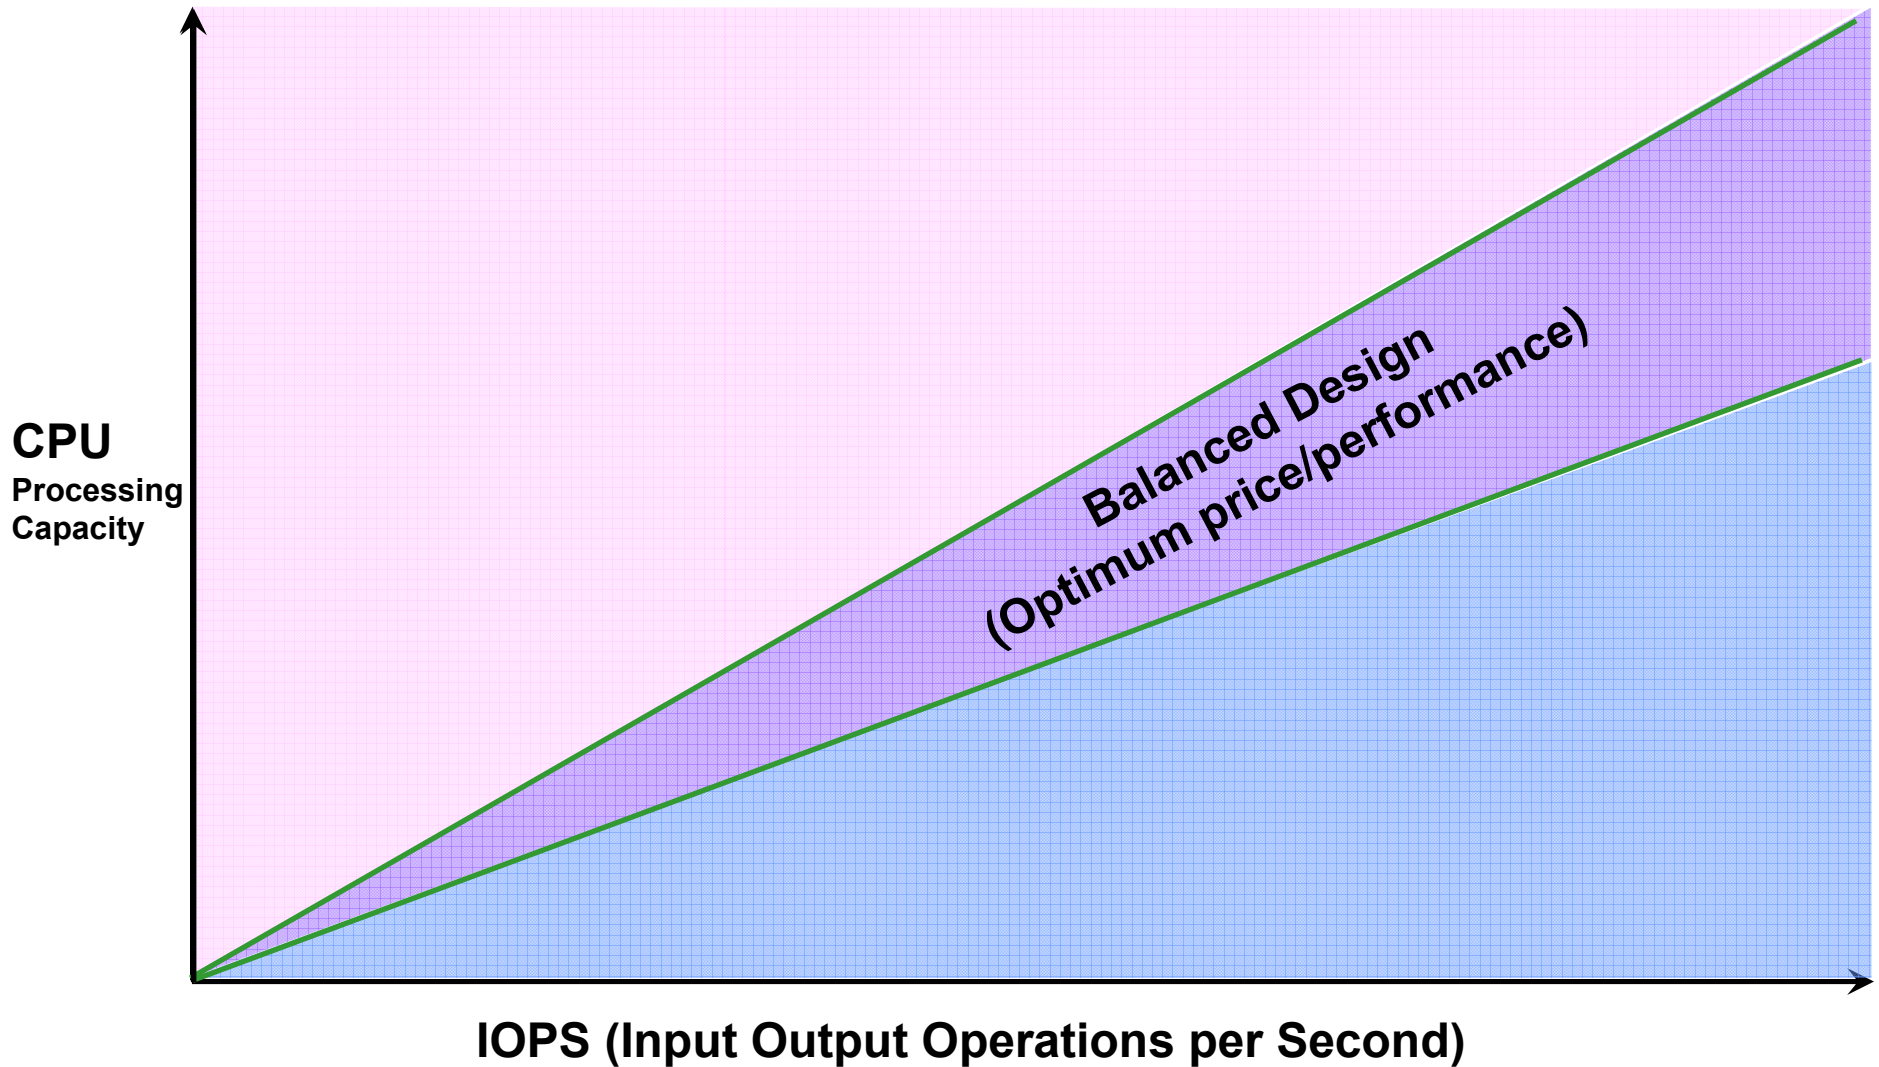 CPU
Processing
Capacity
Balanced Design
(Optimum price/performance)
IOPS (Input Output Operations per Second)